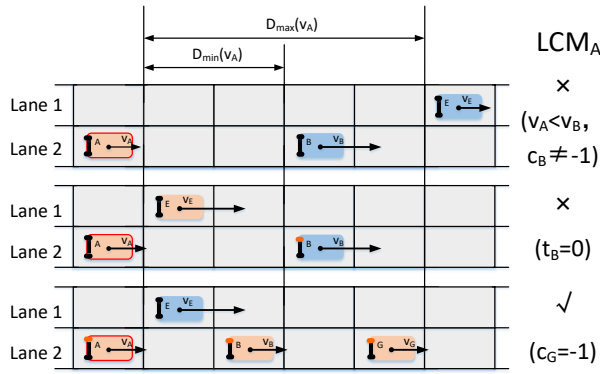 Dmax(vA)
LCMA
Dmin(vA)
Lane 1 E vE ×
(vA<vB,
Lane 2 A vA B vB
cB≠-1)
Lane 1 E vE ×
Lane 2 A vA B vB (tB=0)
Lane 1 E vE √
Lane 2 A vA B vB G vG (cG=-1)